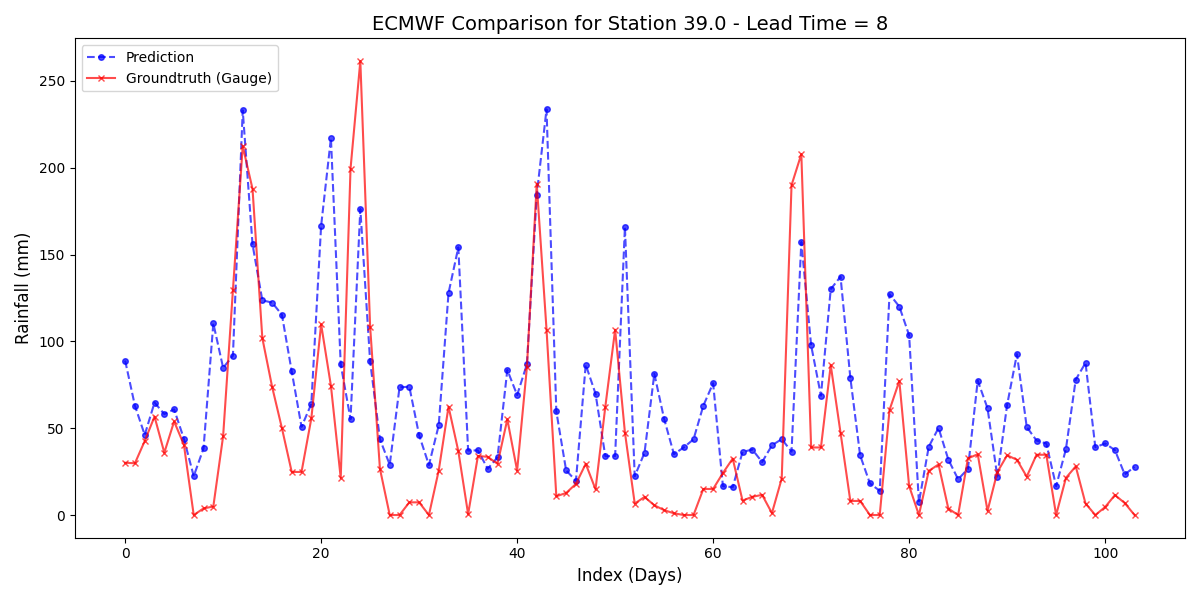 ECMWF Comparison for Station 39.0 - Lead Time = 8
Prediction
Groundtruth (Gauge)
Rainfall (mm)
250
200
150
100
50
0
0 20 40 60 80 100
Index (Days)